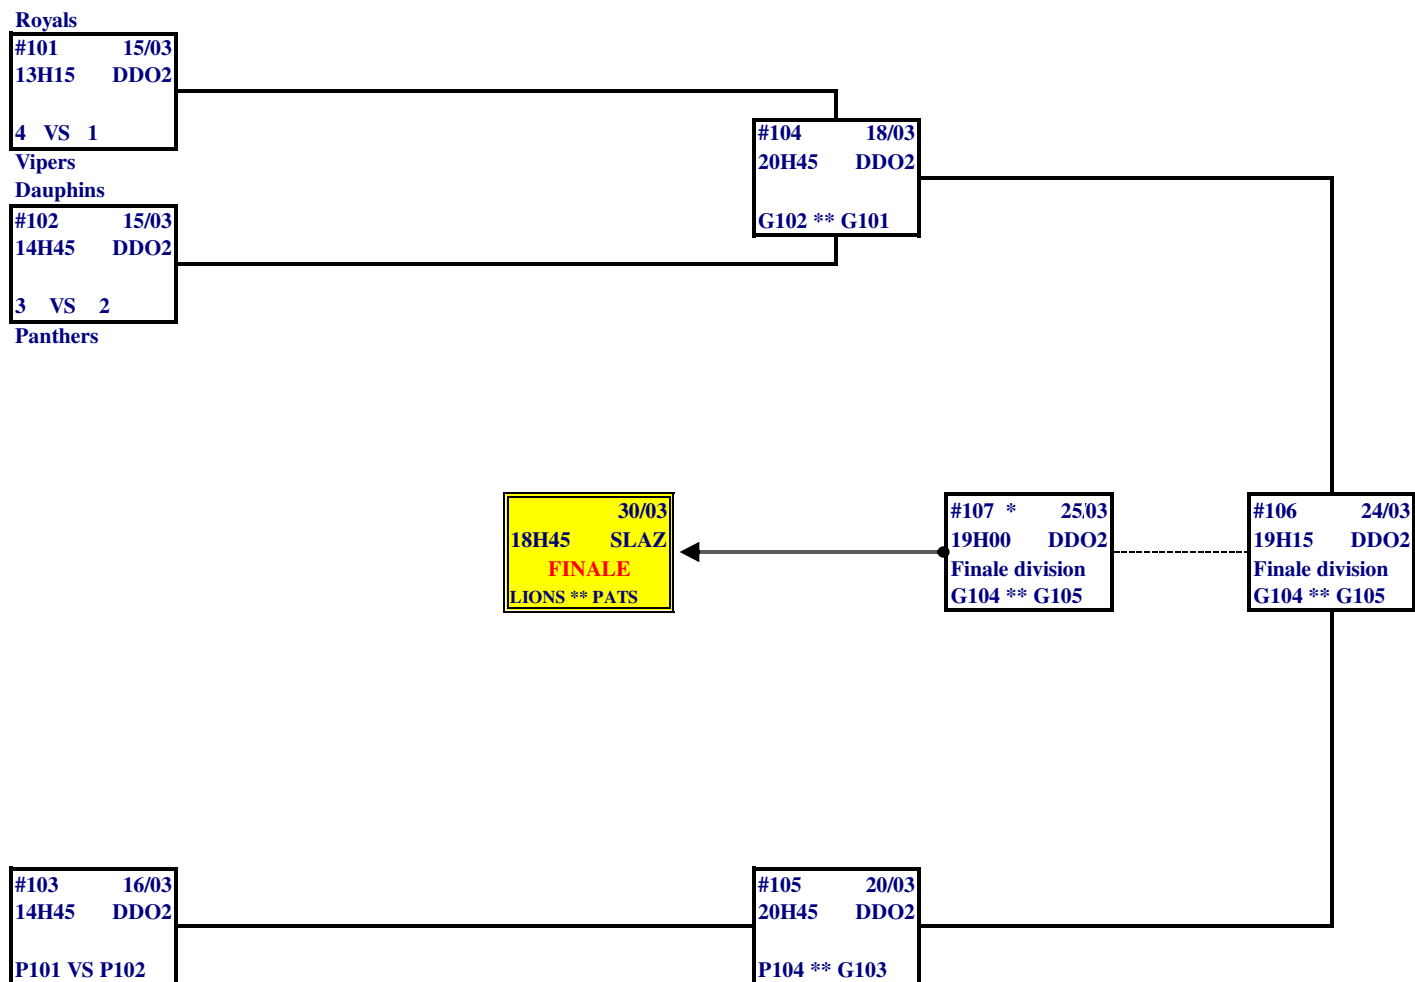 Royals
#101 15/03
13H15 DDO2
4 VS 1
Vipers
Dauphins
#102 15/03
14H45 DDO2
3 VS 2
Panthers
#104 18/03
20H45 DDO2
G102 ** G101
30/03
18H45 SLAZ
FINALE
LIONS ** PATS
#107 * 25/03
19H00 DDO2
Finale division
G104 ** G105
#106 24/03
19H15 DDO2
Finale division
G104 ** G105
#103 16/03
14H45 DDO2
P101 VS P102
#105 20/03
20H45 DDO2
P104 ** G103